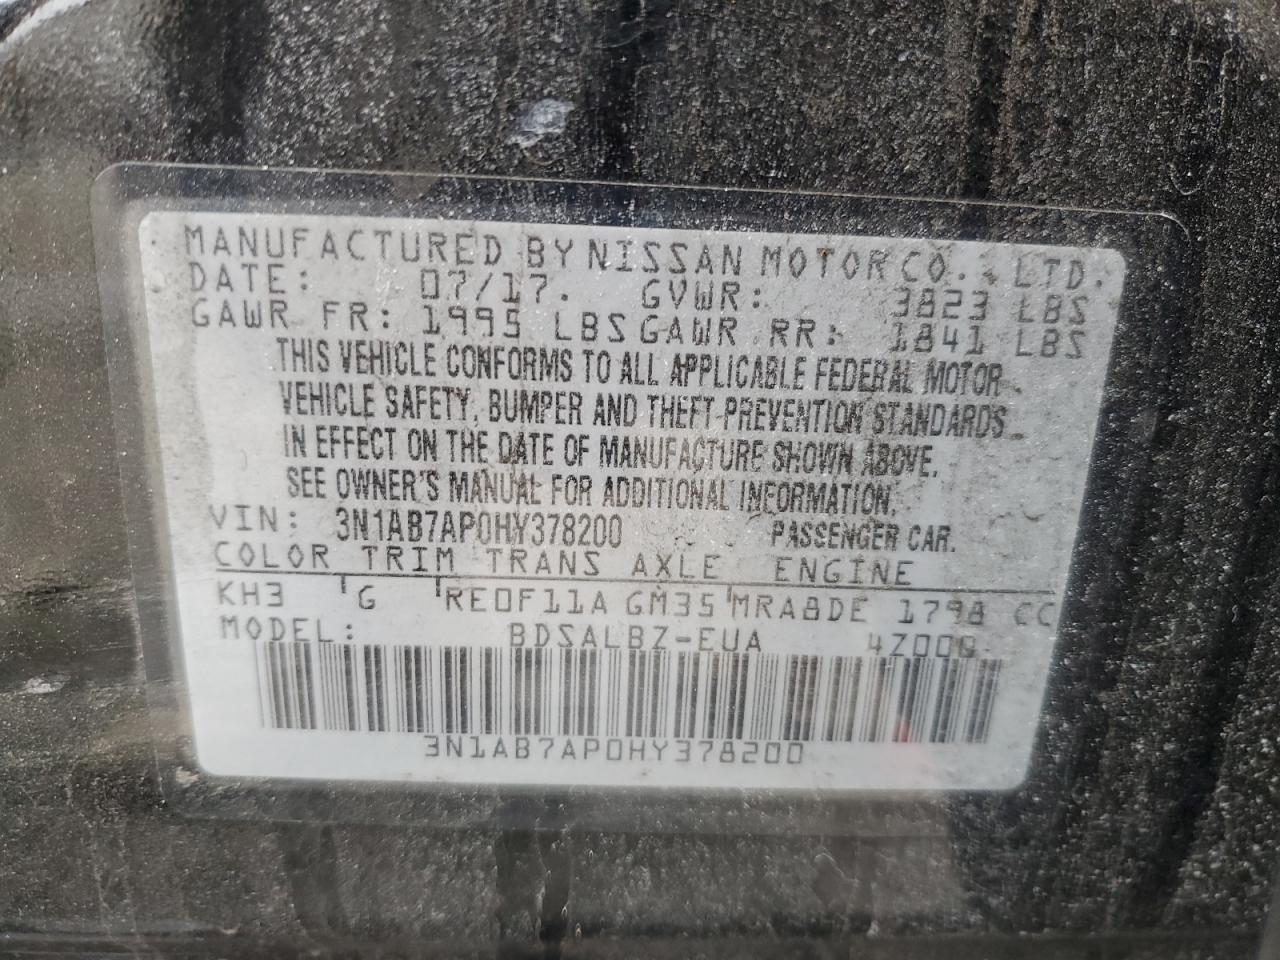 MANUFACTURED BY NISSAN MOTOR CO., LTD.
DATE: 07/17. GVWR: 3823 LBS
GAWR FR: 1995 LBS GAWR RR: 1841 LBS
THIS VEHICLE CONFORMS TO ALL APPLICABLE FEDERAL MOTOR
VEHICLE SAFETY, BUMPER AND THEFT PREVENTION STANDARDS
IN EFFECT ON THE DATE OF MANUFACTURE SHOWN ABOVE.
SEE OWNER'S MANUAL FOR ADDITIONAL INFORMATION.
VIN: 3N1AB7AP0HY378200 PASSENGER CAR.
COLOR TRIM TRANS AXLE ENGINE
KH3 G RE0F11A GM35 MRA8DE 1798 CC
MODEL: BDSALBZ-EUA 4Z000
3N1AB7AP0HY378200